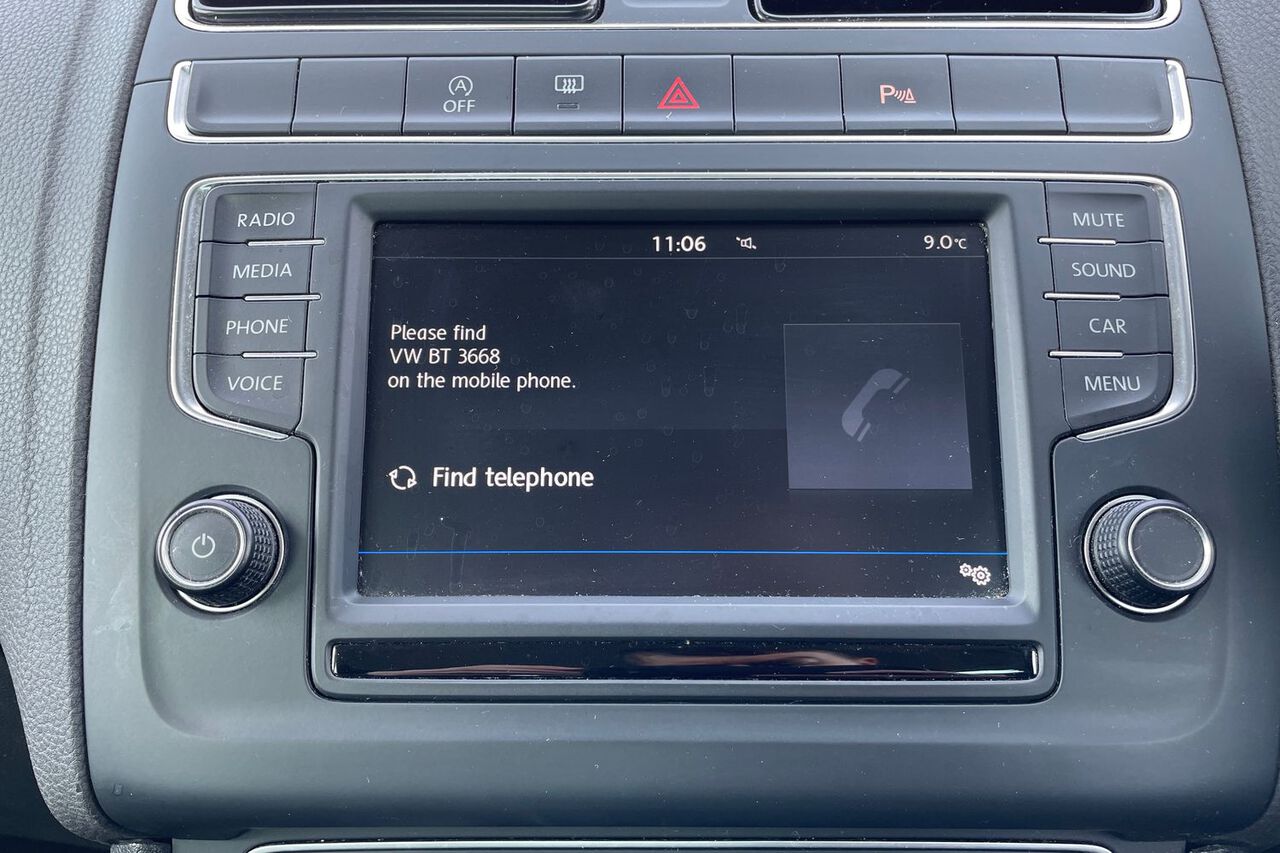 A
OFF
P
RADIO
MEDIA
PHONE
VOICE
11:06
9.0°C
Please find
VW BT 3668
on the mobile phone.
Find telephone
MUTE
SOUND
CAR
MENU